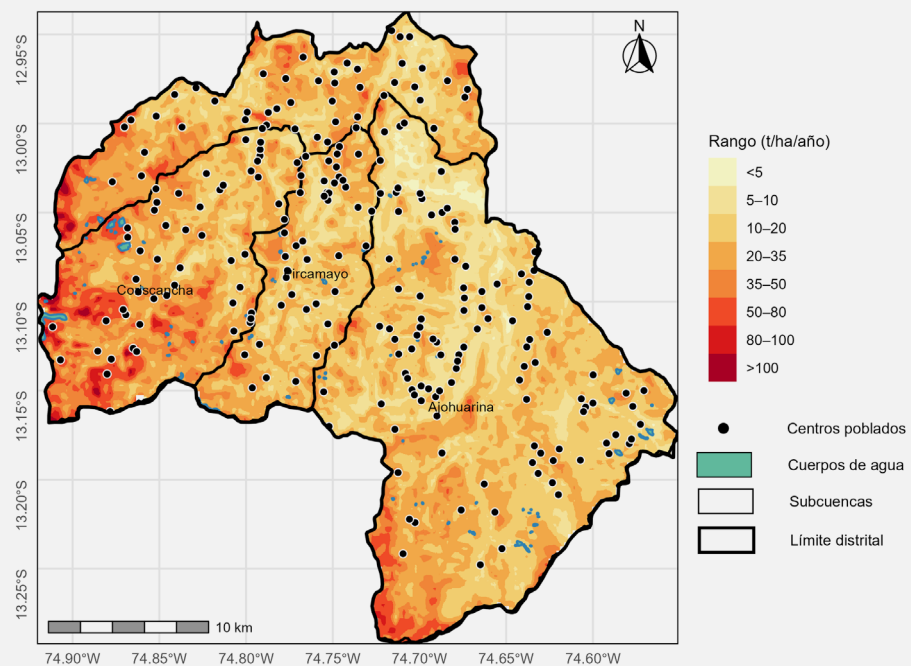 N
12.95°S
13.00°S
13.05°S
13.10°S
13.15°S
13.20°S
13.25°S
Rango (t/ha/año)
<5
5–10
10–20
20–35
35–50
50–80
80–100
>100
ircamayo
Ajohuarina
Centros poblados
Cuerpos de agua
Subcuencas
Límite distrital
10 km
74.90°W
74.85°W
74.80°W
74.75°W
74.70°W
74.65°W
74.60°W